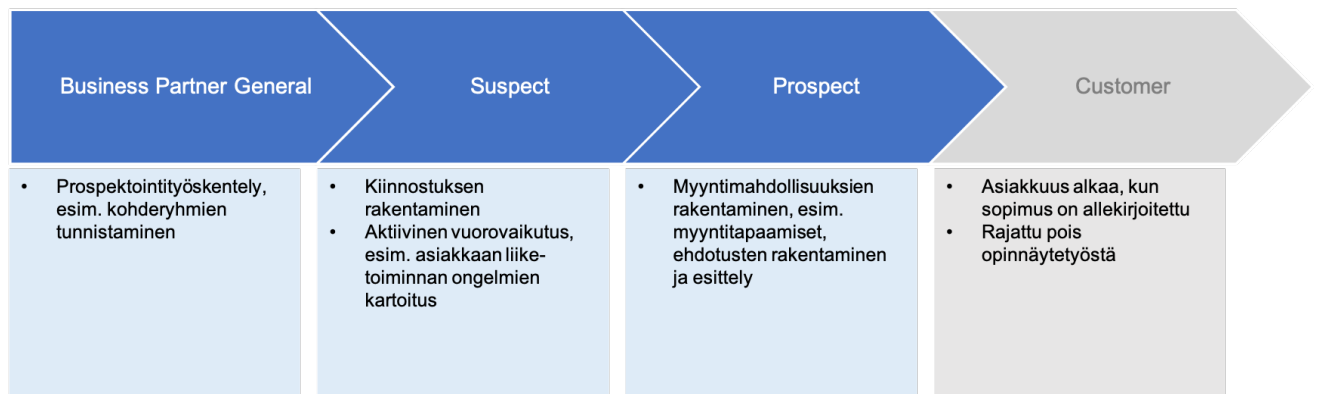 Business Partner General
Suspect
Prospect
Customer
• Prospektointityöskentely,
esim. kohderyhmien
tunnistaminen
• Kiinnostuksen
rakentaminen
• Aktiivinen vuorovaikutus,
esim. asiakkaan liike-
toiminnan ongelmien
kartoitus
• Myyntimahdollisuuksien
rakentaminen, esim.
myyntitapaamiset,
ehdotusten rakentaminen
ja esittely
• Asiakkuus alkaa, kun
sopimus on allekirjoitettu
• Rajattu pois
opinnäytetyöstä